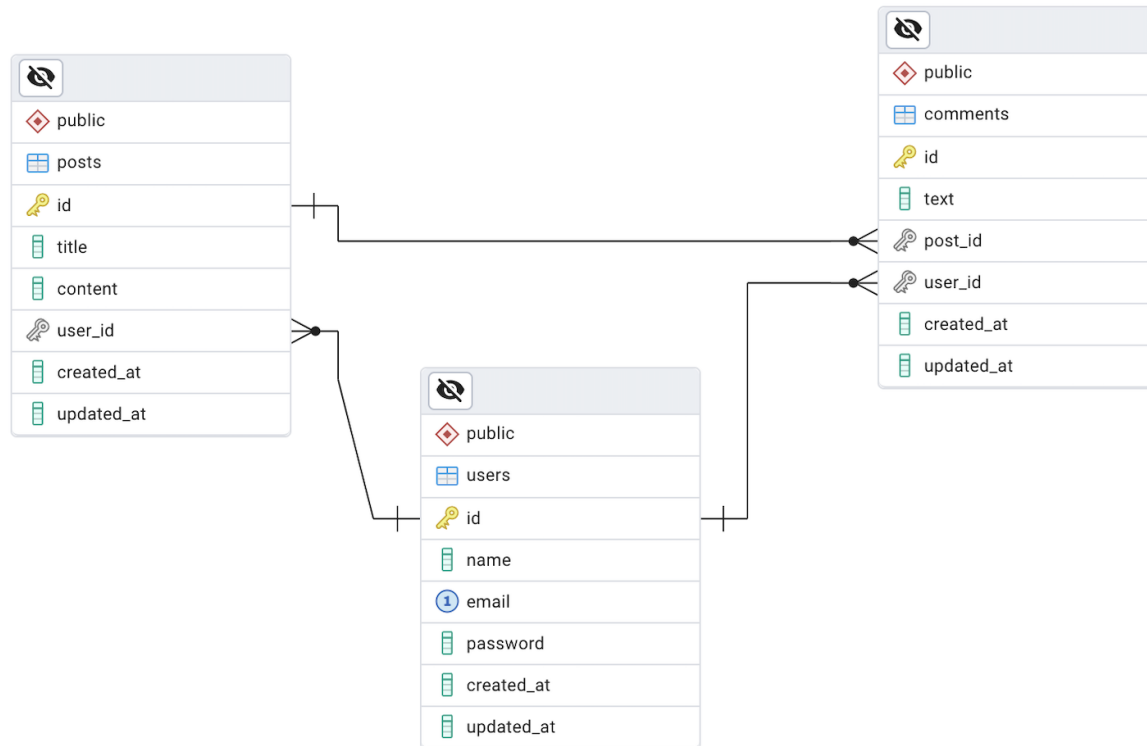 public
posts
id
title
content
user_id
created_at
updated_at
public
comments
id
text
post_id
user_id
created_at
updated_at
public
users
id
name
1 email
password
created_at
updated_at